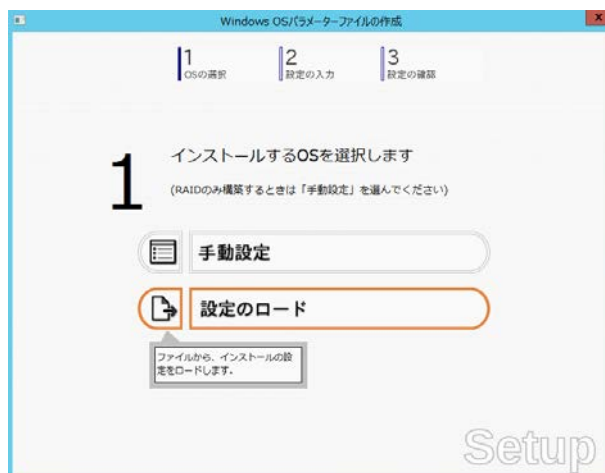 Windows OSパラメーターファイルの作成
x
1
OSの選択
2
設定の入力
3
設定の確認
1
インストールするOSを選択します
(RAIDのみ構築するときは「手動設定」を選んでください)
手動設定
設定のロード
ファイルから、インストールの設
定をロードします.
Setup